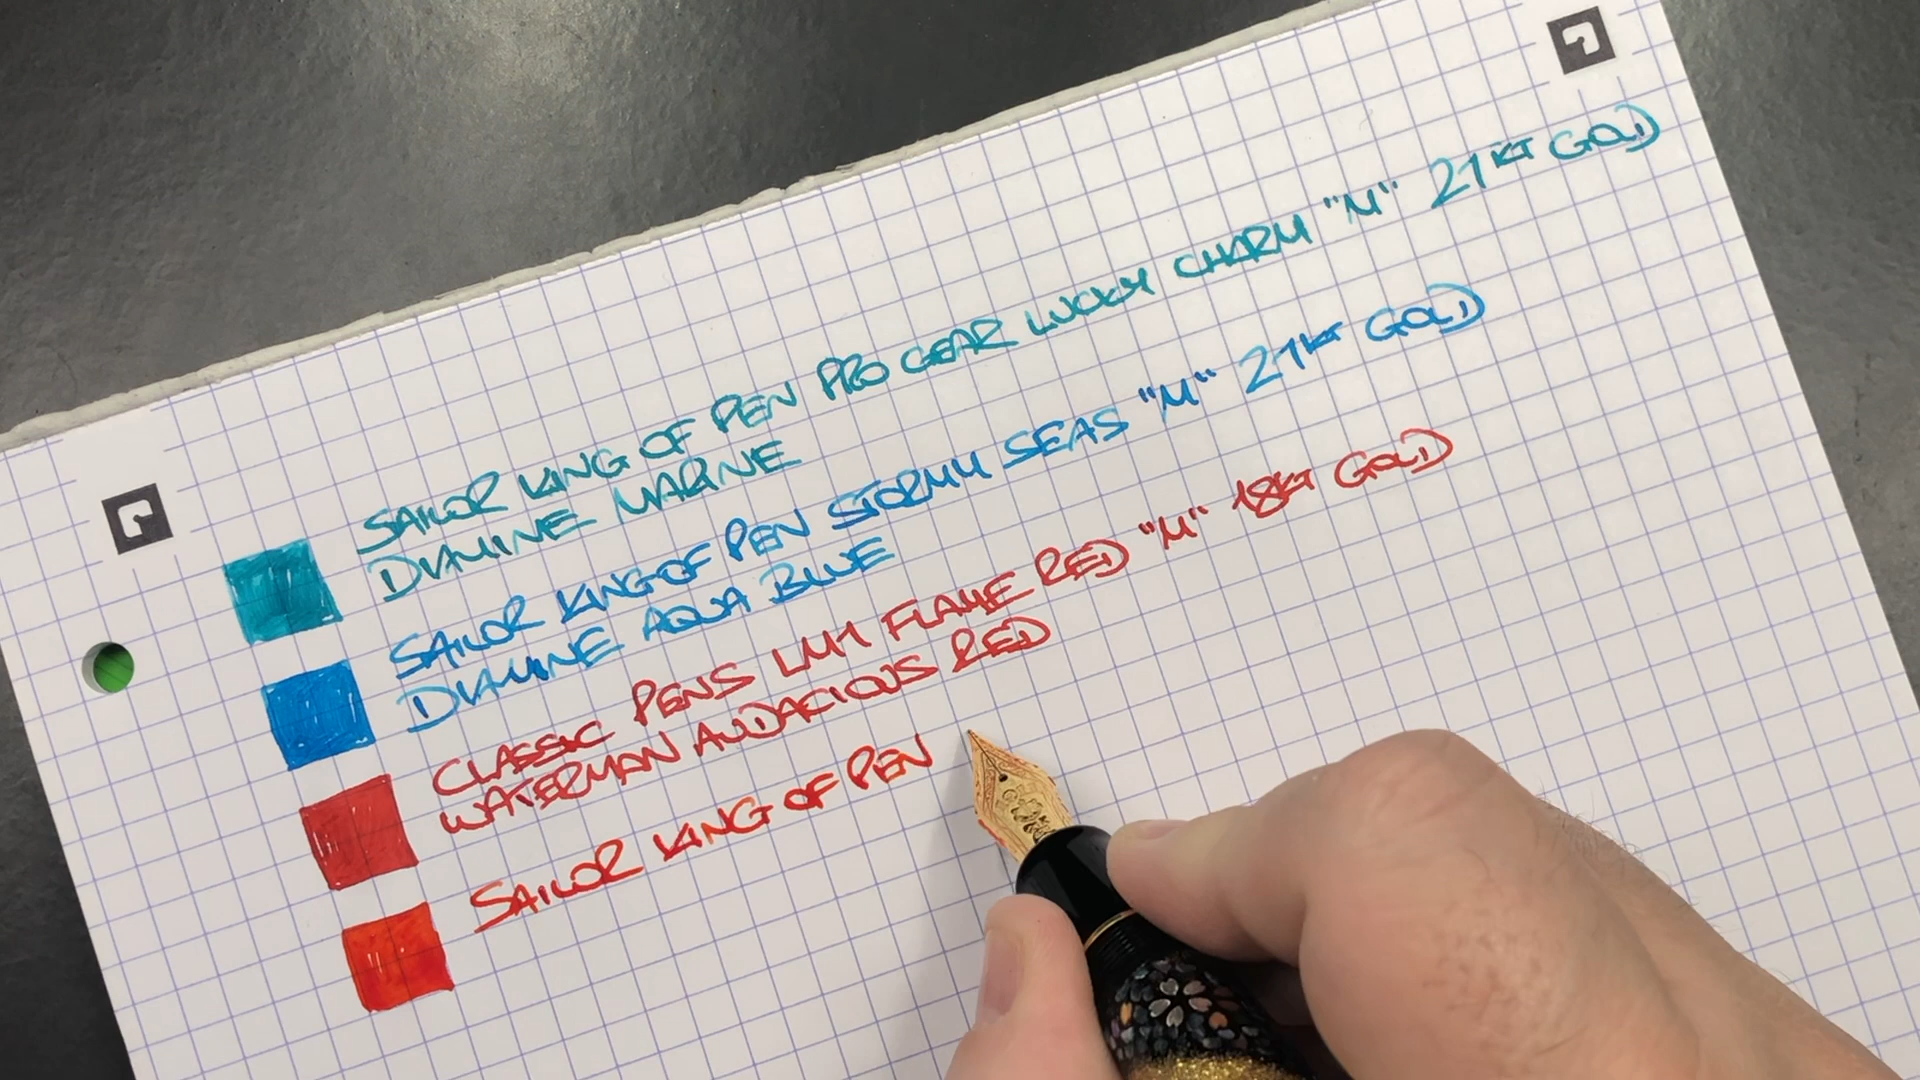 SAILOR KING OF PEN PRO GEAR LUCKY CHARM "M" 21KT GOLD
DIAMINE MARINE
SAILOR KING OF PEN STORMY SEAS "M" 21KT GOLD
DIAMINE AQUA BLUE
CLASSIC PENS LM1 FLAME RED "M" 18KT GOLD
WATERMAN AUDACIOUS RED
SAILOR KING OF PEN